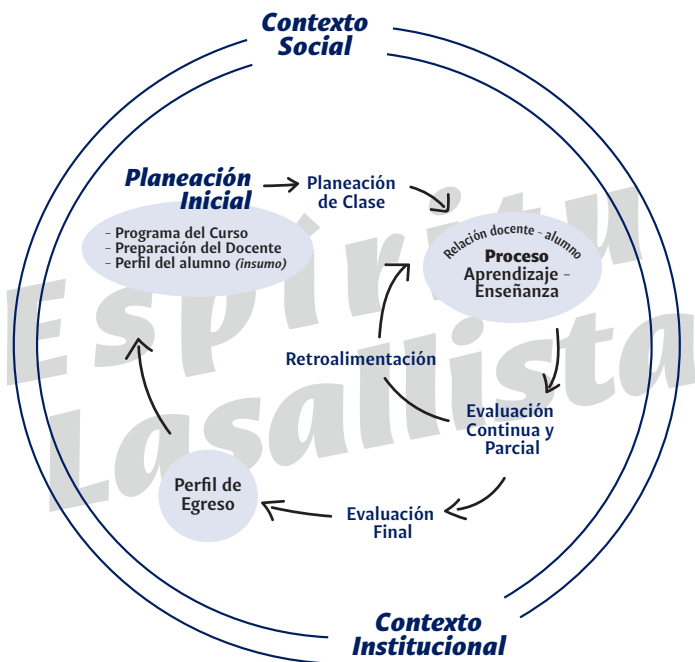 Contexto
Social
Planeación
Inicial
- Programa del Curso
- Preparación del Docente
- Perfil del alumno (insumo)
Planeación
de Clase
Relación docente - alumno
Proceso
Aprendizaje -
Enseñanza
Retroalimentación
Evaluación
Continua y
Parcial
Evaluación
Final
Perfil de
Egreso
Espíritu
Lasallista
Contexto
Institucional